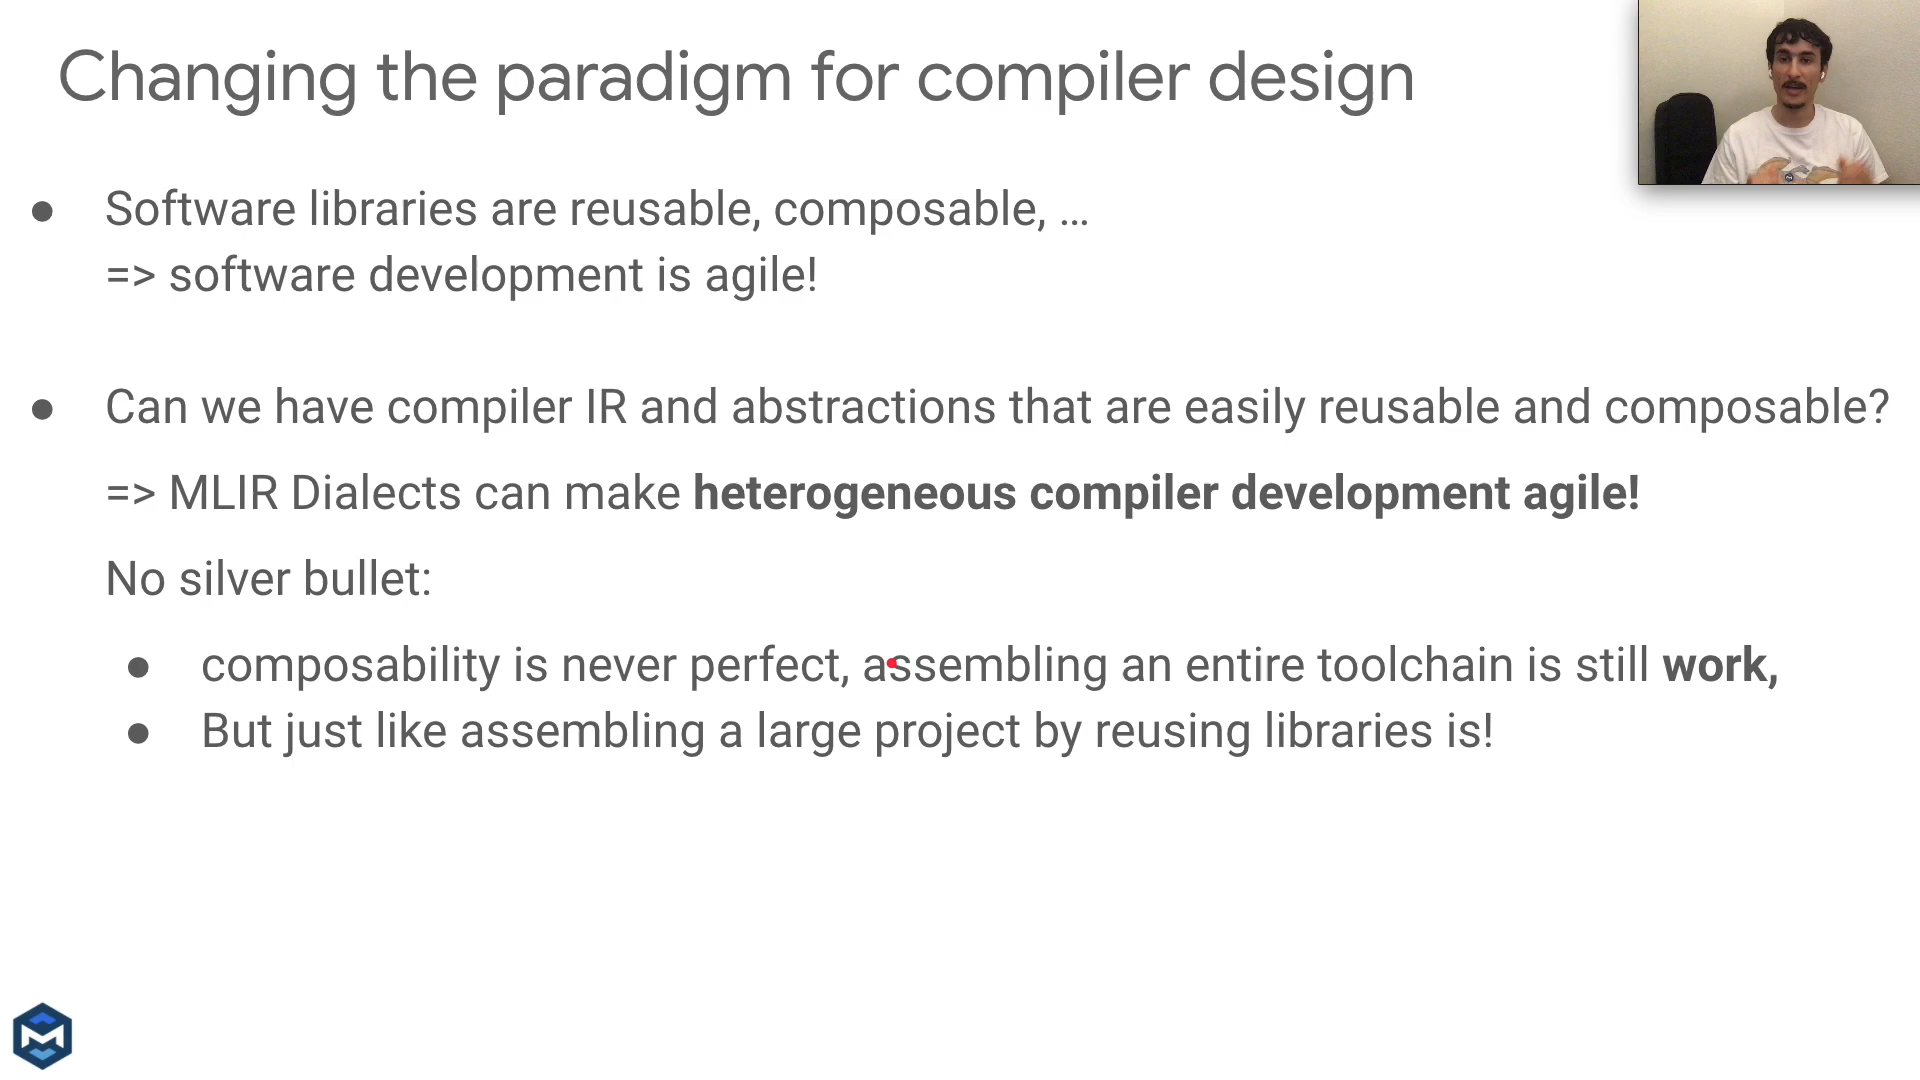 Changing the paradigm for compiler design
● Software libraries are reusable, composable, …
=> software development is agile!
● Can we have compiler IR and abstractions that are easily reusable and composable?
=> MLIR Dialects can make heterogeneous compiler development agile!
No silver bullet:
● composability is never perfect, assembling an entire toolchain is still work,
● But just like assembling a large project by reusing libraries is!